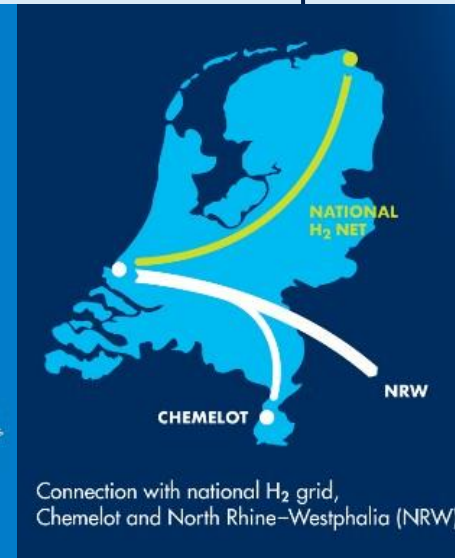 NATIONAL
H₂ NET
NRW
CHEMELOT
Connection with national H₂ grid,
Chemelot and North Rhine–Westphalia (NRW)